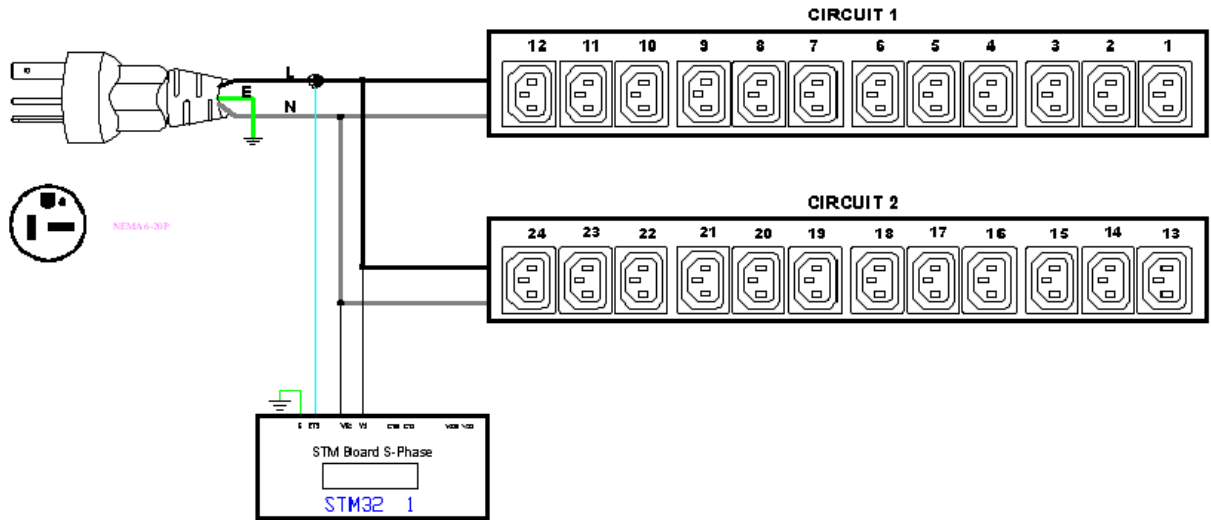 CIRCUIT 1
12 11 10 9 8 7 6 5 4 3 2 1
L
E
N
CIRCUIT 2
24 23 22 21 20 19 18 17 16 15 14 13
NEMA 6-20P
STM Board S-Phase
STM32 1